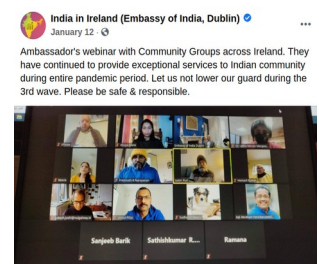 India in Ireland (Embassy of India, Dublin)
January 12 ·
Ambassador's webinar with Community Groups across Ireland. They
have continued to provide exceptional services to Indian community
during entire pandemic period. Let us not lower our guard during the
3rd wave. Please be safe & responsible.
Sanjeeb Barik Sathishkumar R... Ramana